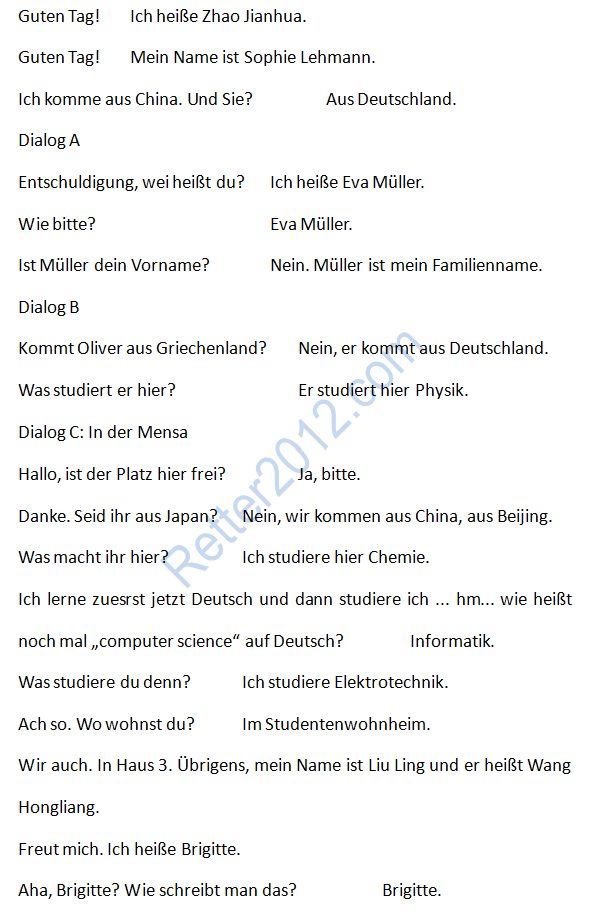 Guten Tag! Ich heiße Zhao Jianhua.
Guten Tag! Mein Name ist Sophie Lehmann.
Ich komme aus China. Und Sie? Aus Deutschland.
Dialog A
Entschuldigung, wei heißt du? Ich heiße Eva Müller.
Wie bitte? Eva Müller.
Ist Müller dein Vorname? Nein. Müller ist mein Familienname.
Dialog B
Kommt Oliver aus Griechenland? Nein, er kommt aus Deutschland.
Was studiert er hier? Er studiert hier Physik.
Dialog C: In der Mensa
Hallo, ist der Platz hier frei? Ja, bitte.
Danke. Seid ihr aus Japan? Nein, wir kommen aus China, aus Beijing.
Was macht ihr hier? Ich studiere hier Chemie.
Ich lerne zuesrst jetzt Deutsch und dann studiere ich ... hm... wie heißt
noch mal „computer science“ auf Deutsch? Informatik.
Was studiere du denn? Ich studiere Elektrotechnik.
Ach so. Wo wohnst du? Im Studentenwohnheim.
Wir auch. In Haus 3. Übrigens, mein Name ist Liu Ling und er heißt Wang
Hongliang.
Freut mich. Ich heiße Brigitte.
Aha, Brigitte? Wie schreibt man das? Brigitte.
Retter2012.com